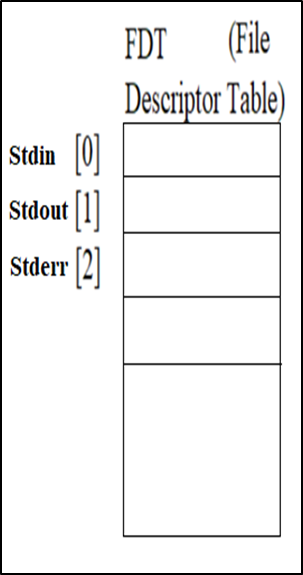 FDT (File
Descriptor Table)
Stdin [0]
Stdout [1]
Stderr [2]